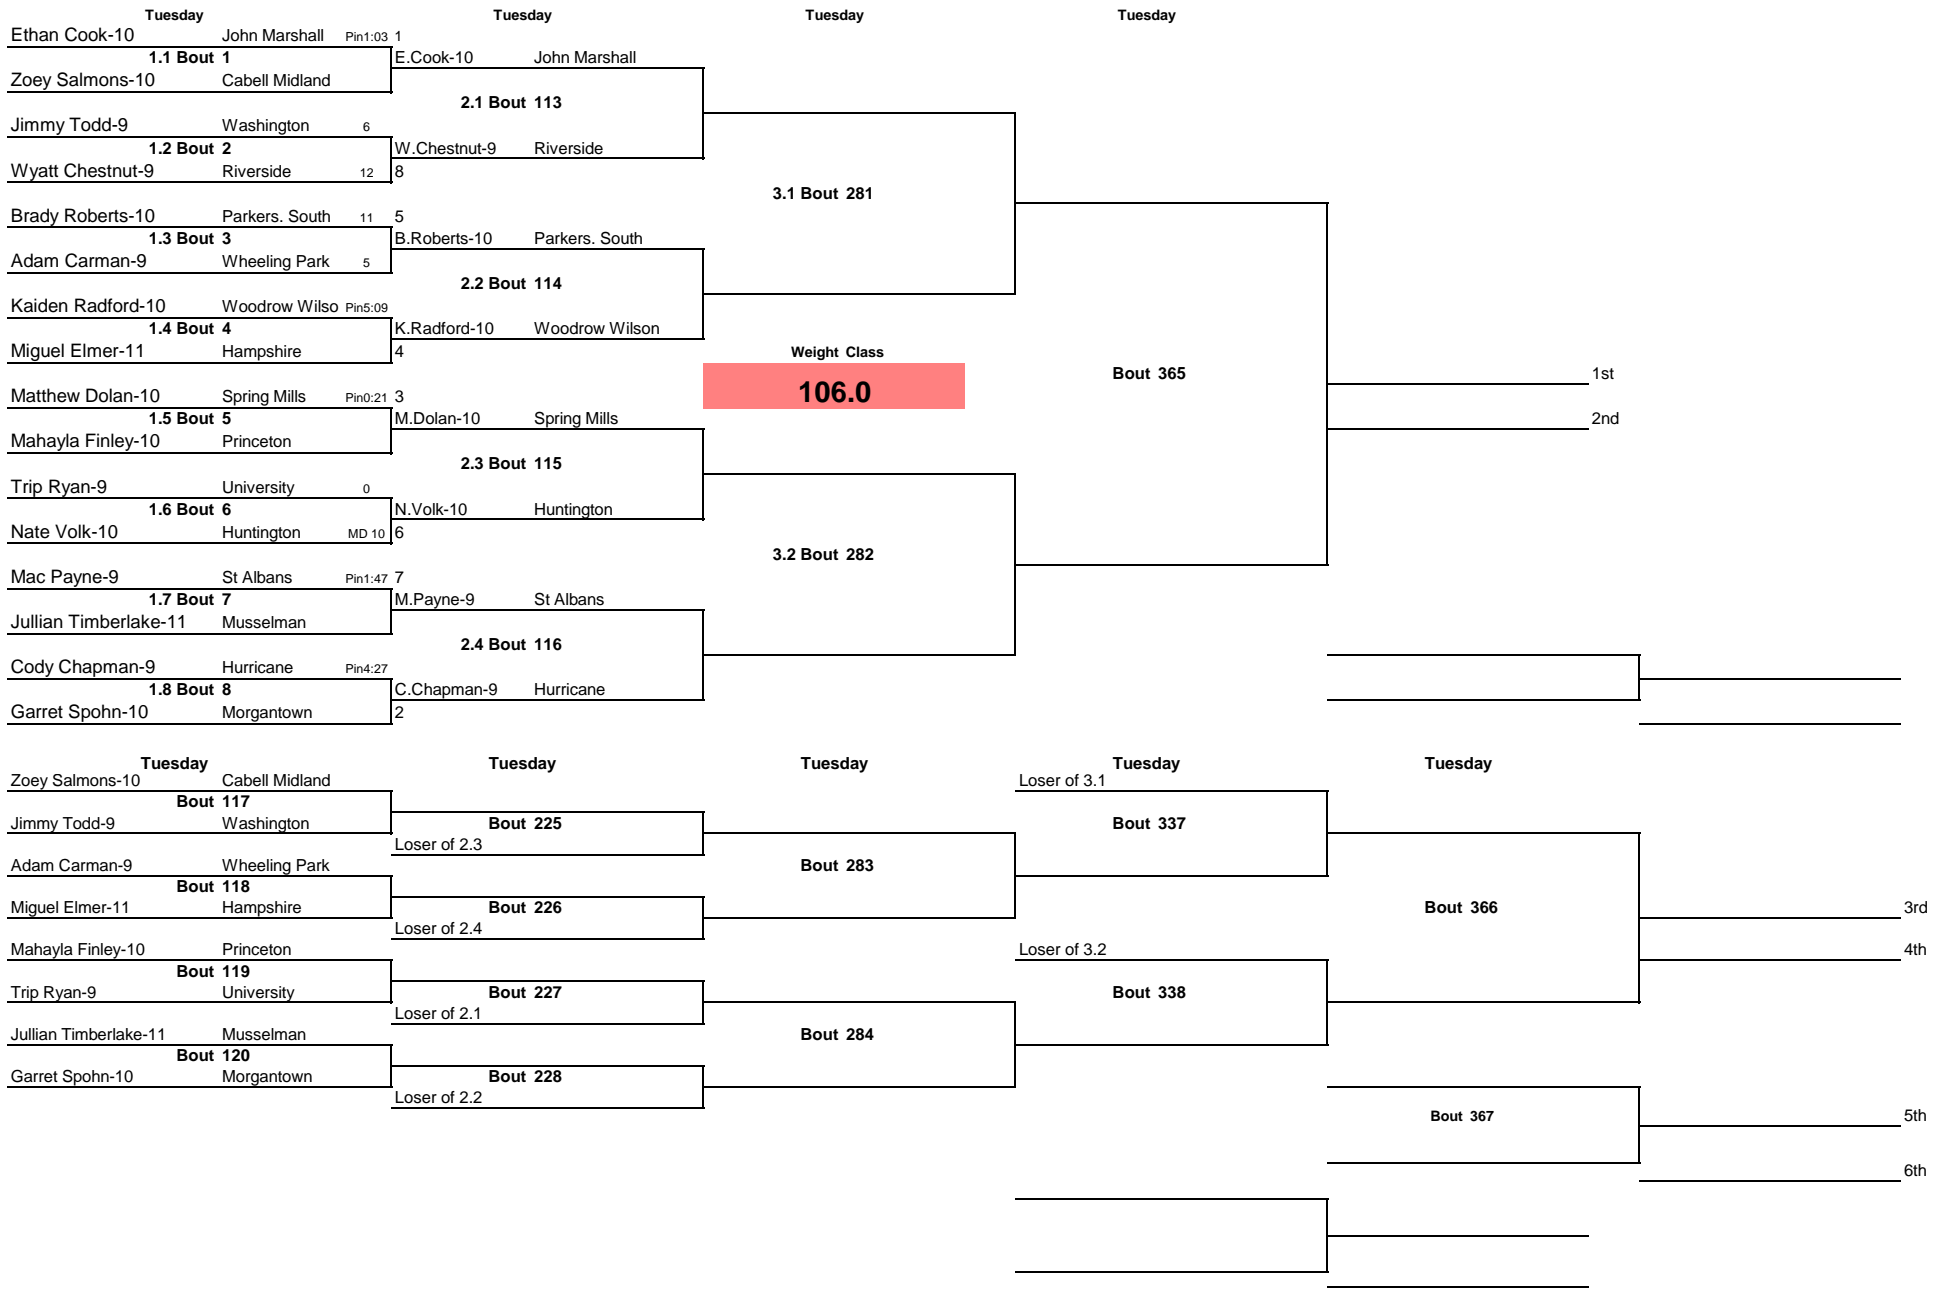 Tuesday Tuesday Tuesday Tuesday
Ethan Cook-10 John Marshall Pin1:03 1
1.1 Bout 1 E.Cook-10 John Marshall
Zoey Salmons-10 Cabell Midland
2.1 Bout 113
Jimmy Todd-9 Washington 6
1.2 Bout 2 W.Chestnut-9 Riverside
Wyatt Chestnut-9 Riverside 12 8
3.1 Bout 281
Brady Roberts-10 Parkers. South 11 5
1.3 Bout 3 B.Roberts-10 Parkers. South
Adam Carman-9 Wheeling Park 5
2.2 Bout 114
Kaiden Radford-10 Woodrow Wilso Pin5:09
1.4 Bout 4 K.Radford-10 Woodrow Wilson
Miguel Elmer-11 Hampshire 4 Weight Class
Bout 365 1st
Matthew Dolan-10 Spring Mills Pin0:21 3 106.0
1.5 Bout 5 M.Dolan-10 Spring Mills 2nd
Mahayla Finley-10 Princeton
2.3 Bout 115
Trip Ryan-9 University 0
1.6 Bout 6 N.Volk-10 Huntington
Nate Volk-10 Huntington MD 10 6
3.2 Bout 282
Mac Payne-9 St Albans Pin1:47 7
1.7 Bout 7 M.Payne-9 St Albans
Jullian Timberlake-11 Musselman
2.4 Bout 116
Cody Chapman-9 Hurricane Pin4:27
1.8 Bout 8 C.Chapman-9 Hurricane
Garret Spohn-10 Morgantown 2
Tuesday Tuesday Tuesday Tuesday Tuesday
Zoey Salmons-10 Cabell Midland Loser of 3.1
Bout 117
Jimmy Todd-9 Washington Bout 225 Bout 337
Loser of 2.3
Adam Carman-9 Wheeling Park Bout 283
Bout 118
Miguel Elmer-11 Hampshire Bout 226 Bout 366 3rd
Loser of 2.4
Mahayla Finley-10 Princeton Loser of 3.2 4th
Bout 119
Trip Ryan-9 University Bout 227 Bout 338
Loser of 2.1
Jullian Timberlake-11 Musselman Bout 284
Bout 120
Garret Spohn-10 Morgantown Bout 228
Loser of 2.2
Bout 367 5th
6th